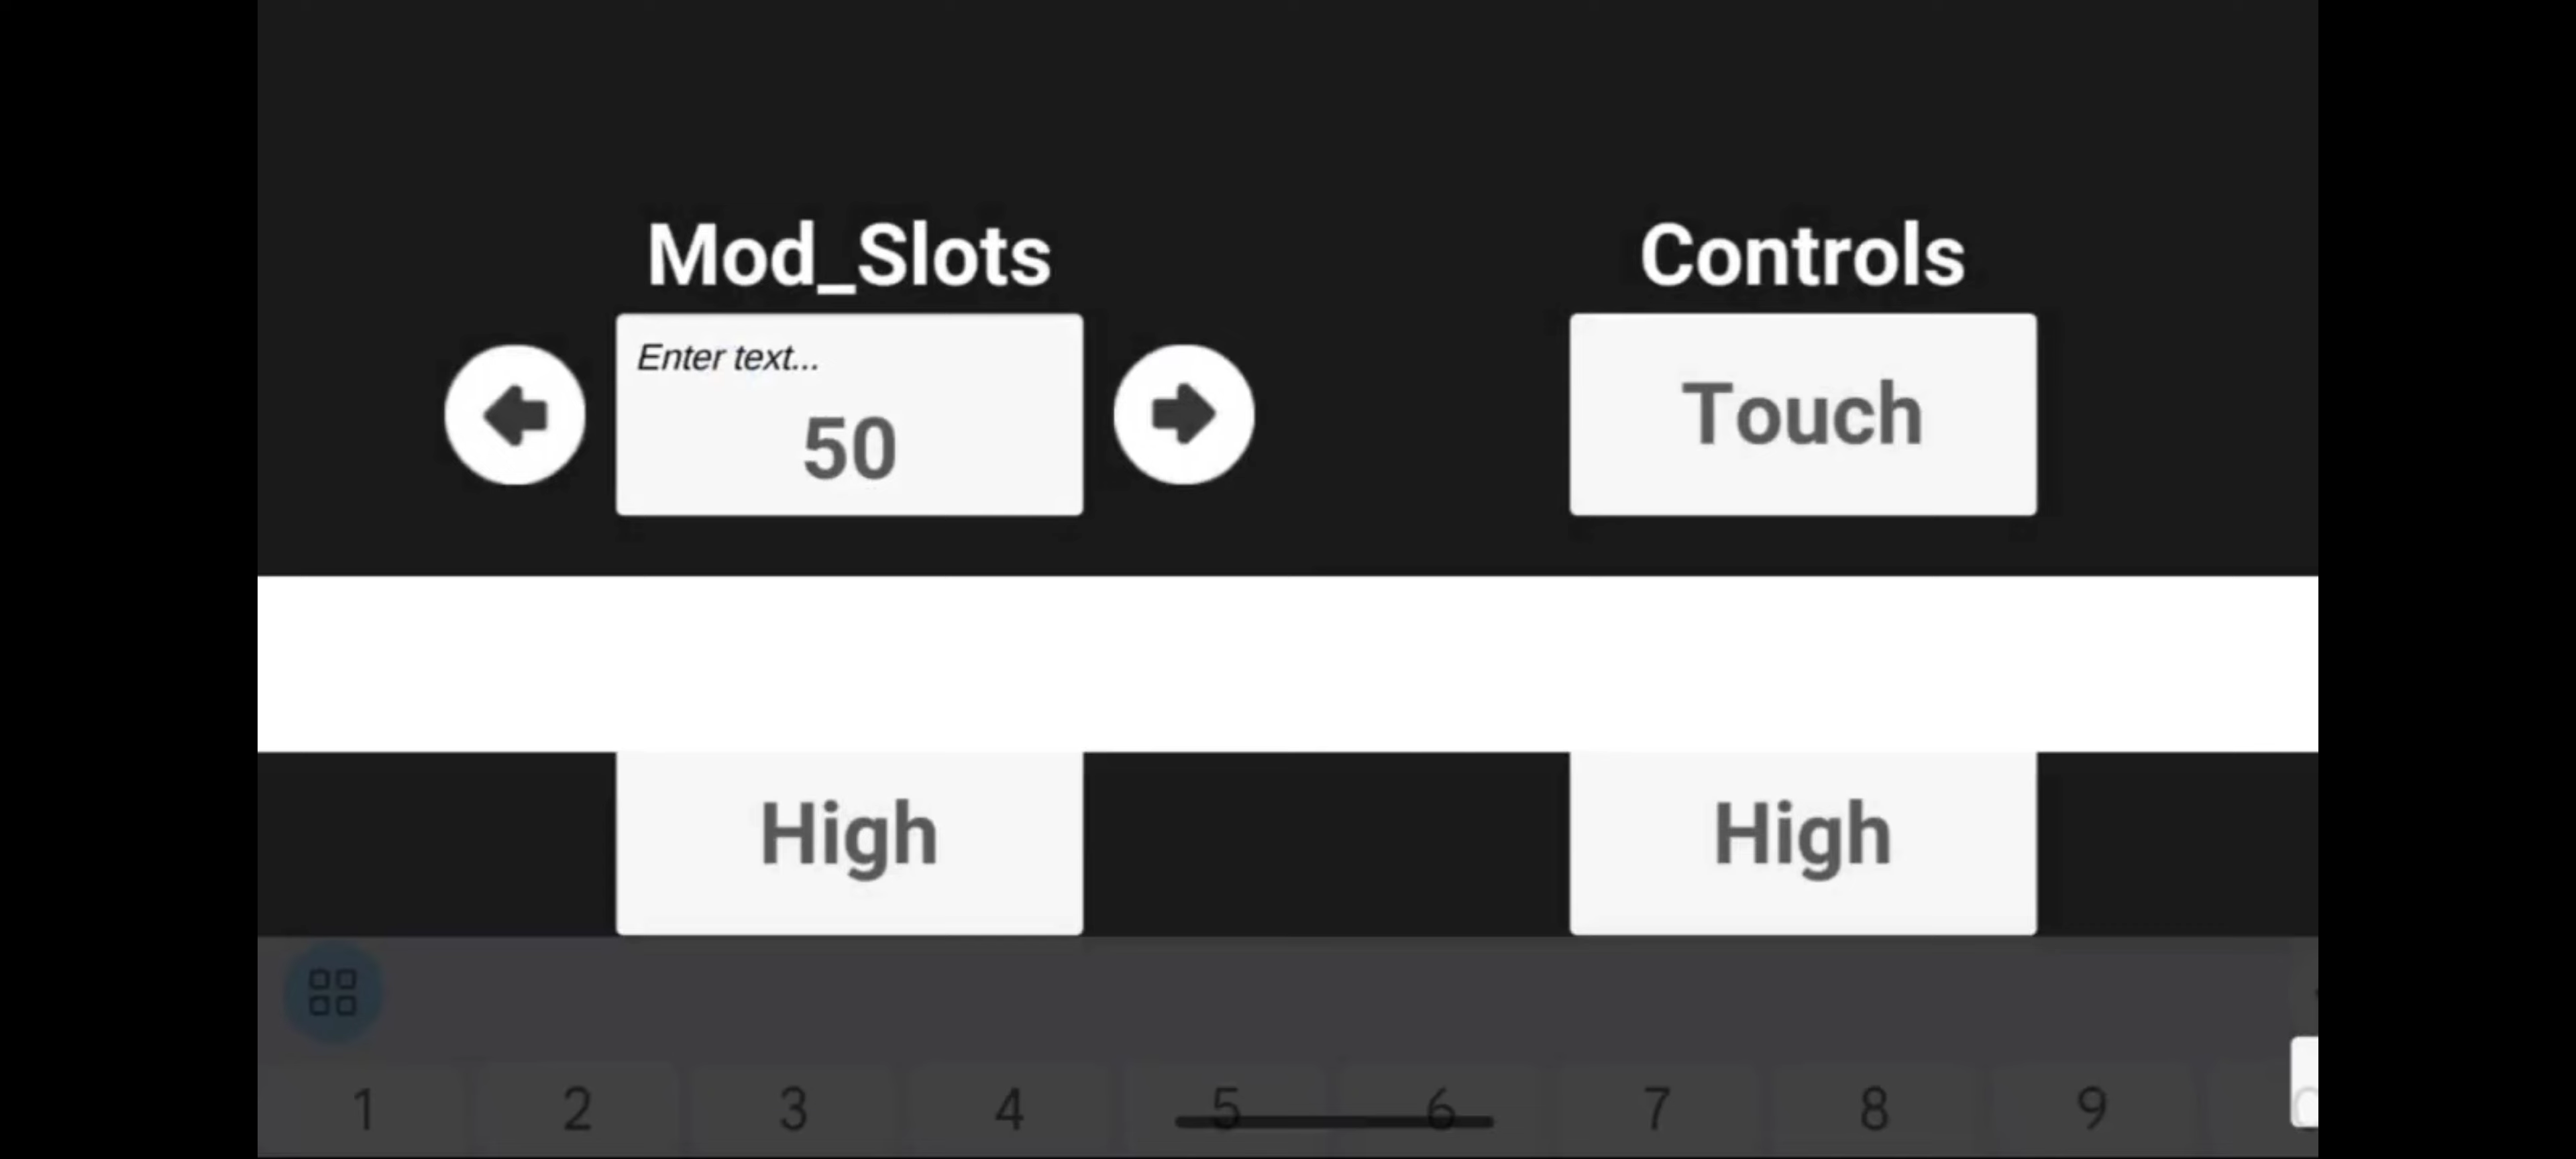 Mod_Slots
Controls
Enter text...
50
Touch
High
High
1 2 3 4 5 6 7 8 9